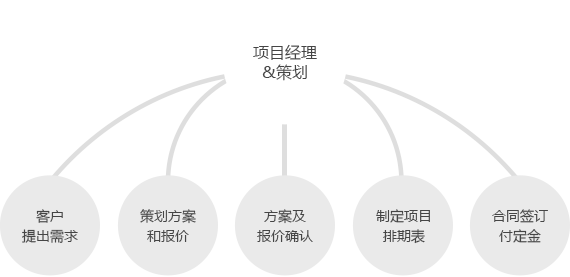 项目经理
&策划
客户
提出需求
策划方案
和报价
方案及
报价确认
制定项目
排期表
合同签订
付定金